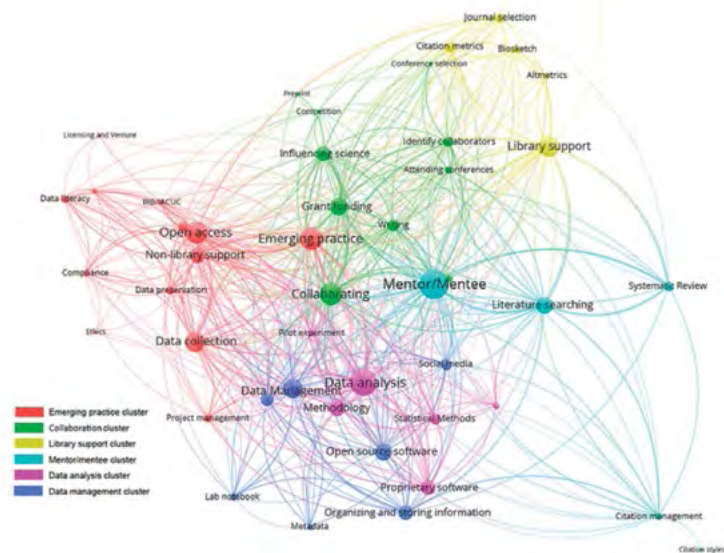 Journal selection
Citation metrics
Biosketch
Conference selection
Altmetrics
Preprint
Competition
Licensing and Venture
Identify collaborators
Library support
Influencing science
Attending conferences
Data literacy
IRB/IACUC
Grant funding
Wrong
Open access
Emerging practice
Non-library support
Compliance
Mentor/Mentee
Systematic Review
Data preservation
Collaborating
Literature searching
Ethics
Pilot experiment
Data collection
Social media
Data analysis
Data Management
Methodology
Emerging practice cluster
Project management
Statistical Methods
Collaboration cluster
Library support cluster
Open source software
Mentor/mentee cluster
Data analysis cluster
Proprietary software
Data management cluster
Lab notebook
Organizing and storing information
Citation management
Metadata
Citation styles